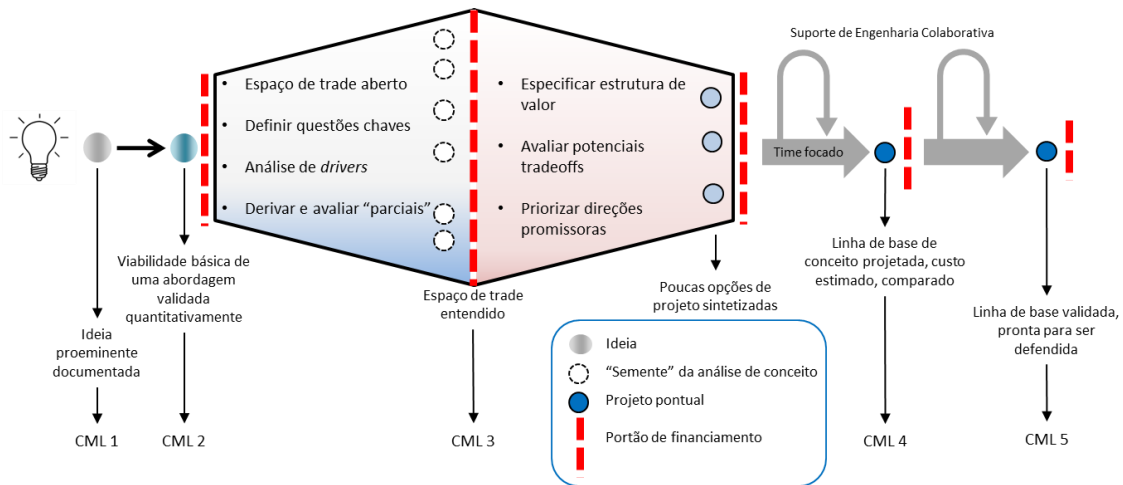 Suporte de Engenharia Colaborativa
• Espaço de trade aberto
• Definir questões chaves
• Análise de drivers
• Derivar e avaliar “parciais”
• Especificar estrutura de
valor
• Avaliar potenciais
tradeoffs
• Priorizar direções
promissoras
Time focado
Viabilidade básica de
uma abordagem
validada
quantitativamente
Ideia
proeminente
documentada
Espaço de trade
entendido
Poucas opções de
projeto sintetizadas
Linha de base de
conceito projetada, custo
estimado, comparado
Linha de base validada,
pronta para ser
defendida
Ideia
“Semente” da análise de conceito
Projeto pontual
Portão de financiamento
CML 1
CML 2
CML 3
CML 4
CML 5